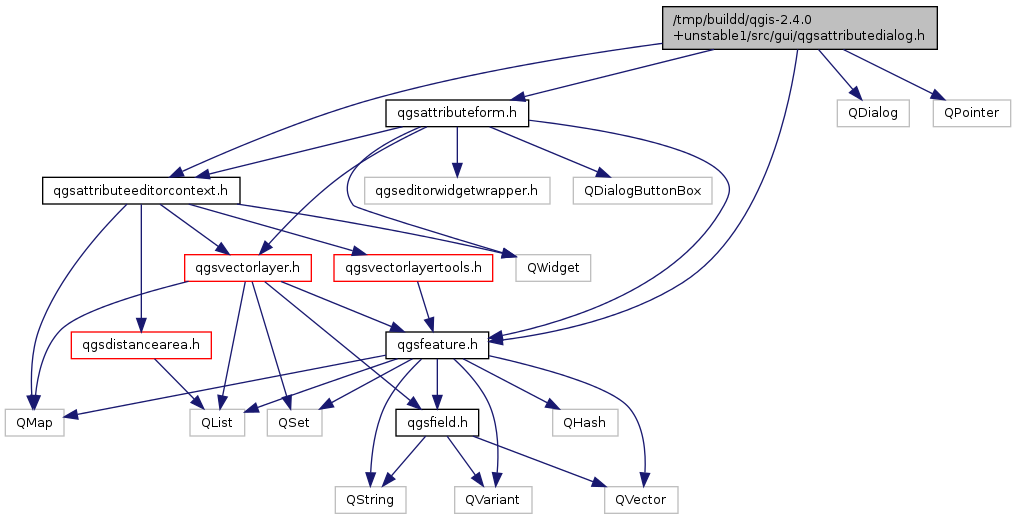 /tmp/buildd/qgis-2.4.0
+unstable1/src/gui/qgsattributedialog.h
qgsattributeform.h
QDialog
QPointer
qgsattributeeditorcontext.h
qgseditorwidgetwrapper.h
QDialogButtonBox
qgsvectorlayer.h
qgsvectorlayertools.h
QWidget
qgsdistancearea.h
qgsfeature.h
QMap
QList
QSet
qgsfield.h
QHash
QString
QVariant
QVector